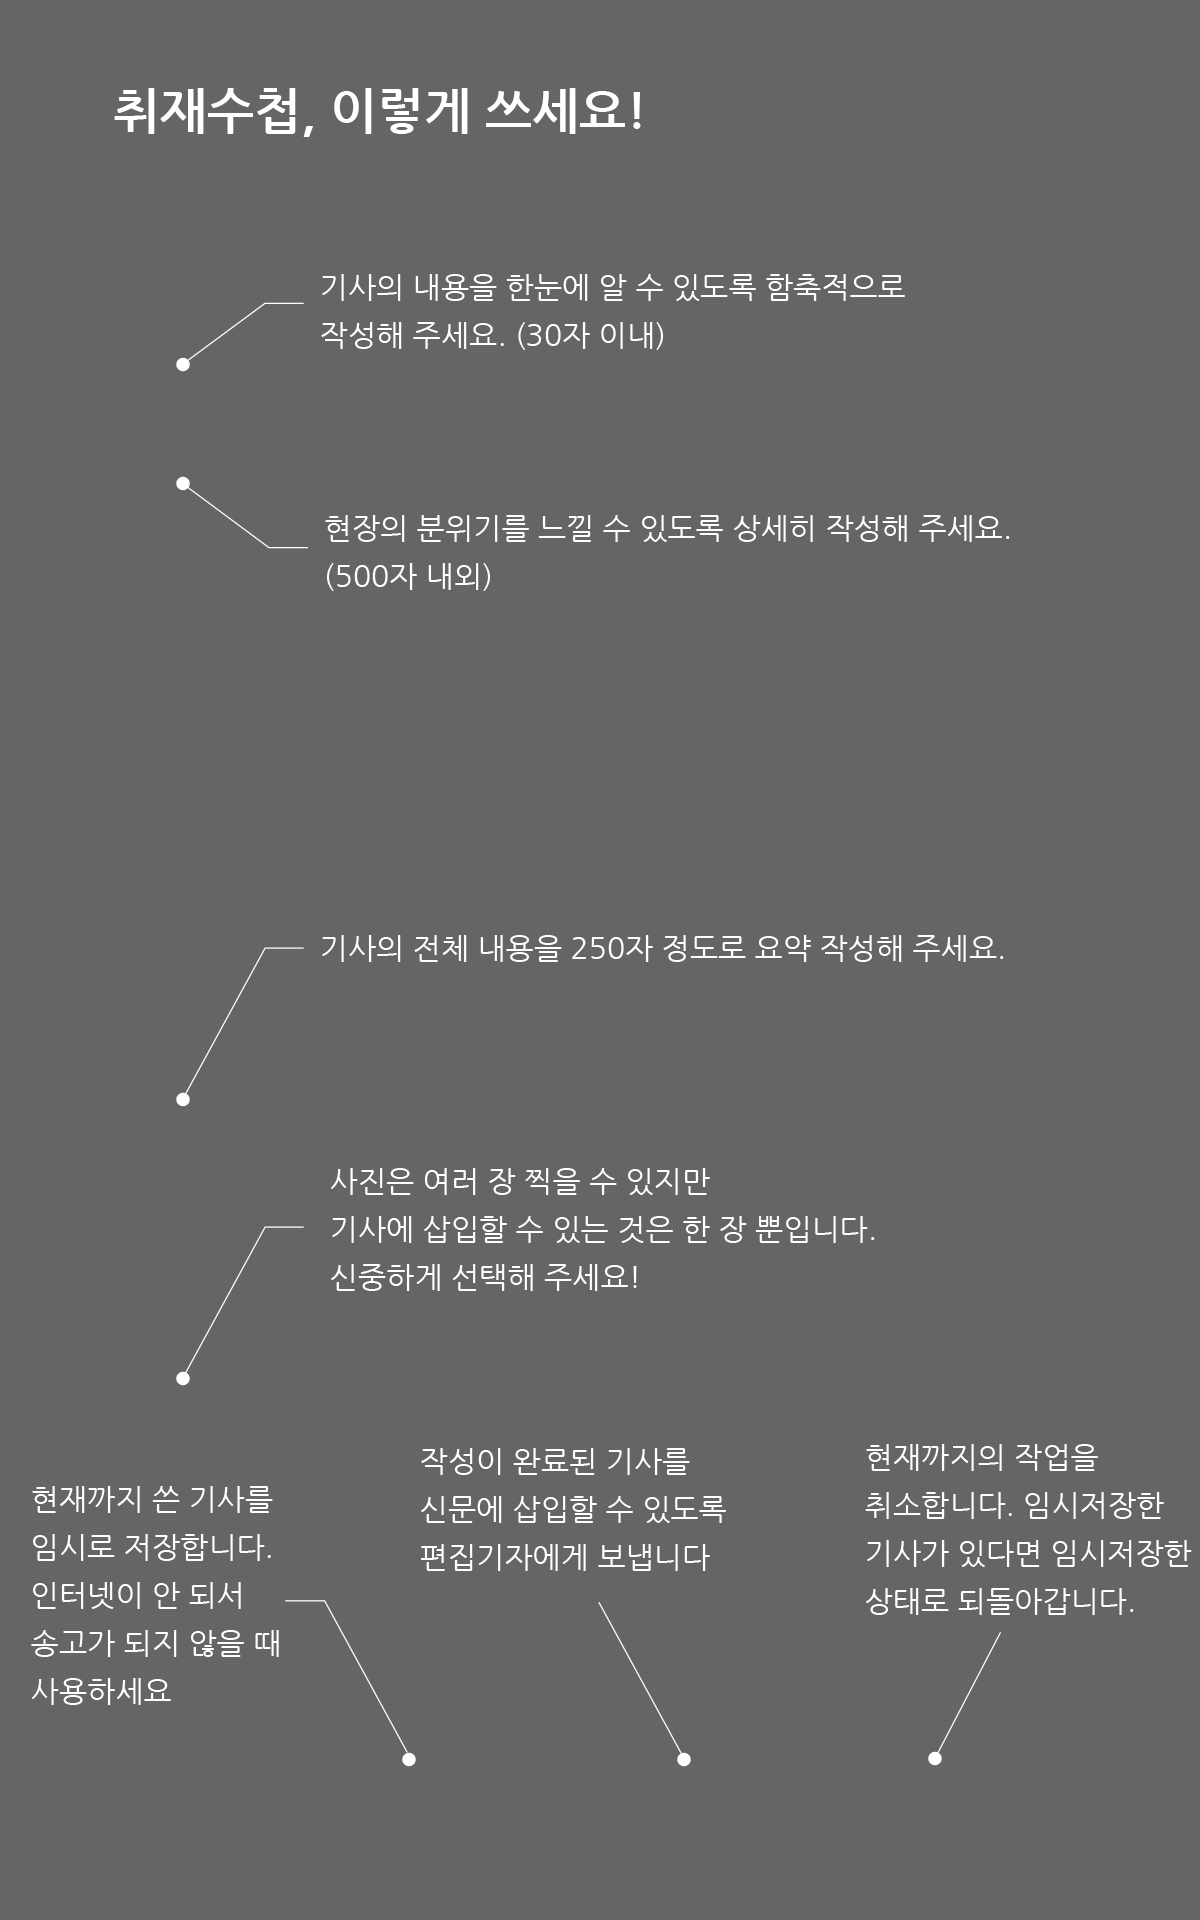 취재수첩, 이렇게 쓰세요!
기사의 내용을 한눈에 알 수 있도록 함축적으로
작성해 주세요. (30자 이내)
현장의 분위기를 느낄 수 있도록 상세히 작성해 주세요.
(500자 내외)
기사의 전체 내용을 250자 정도로 요약 작성해 주세요.
사진은 여러 장 찍을 수 있지만
기사에 삽입할 수 있는 것은 한 장 뿐입니다.
신중하게 선택해 주세요!
현재까지 쓴 기사를
임시로 저장합니다.
인터넷이 안 되서
송고가 되지 않을 때
사용하세요
작성이 완료된 기사를
신문에 삽입할 수 있도록
편집기자에게 보냅니다
현재까지의 작업을
취소합니다. 임시저장한
기사가 있다면 임시저장한
상태로 되돌아갑니다.